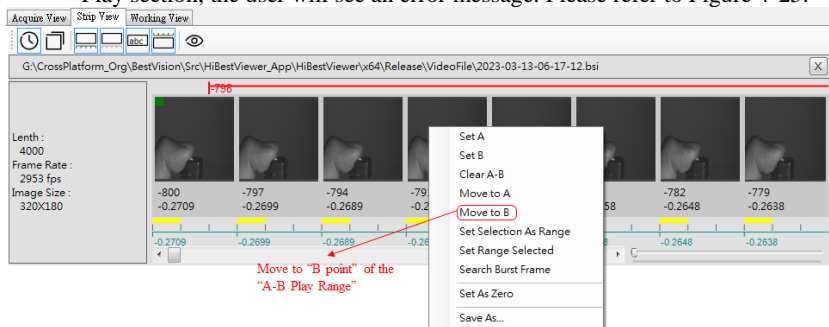 Play section, the user will see an error message. Please refer to Figure 4-25.
Acquire View Strip View Working View
abc
G:\CrossPlatform_Org\BestVision\Src\HiBestViewer_App\HiBestViewer\x64\Release\VideoFile\2023-03-13-06-17-12.bsi X
-798
Lenth :
4000
Frame Rate :
2953 fps
Image Size :
320X180
-800 -797 -794 -782 -779
-0.2709 -0.2699 -0.2689 -0.2648 -0.2638
-0.2709 -0.2699 -0.2689 -0.2648 -0.2638
Set A
Set B
Clear A-B
Move to A
Move to B
Set Selection As Range
Set Range Selected
Search Burst Frame
Set As Zero
Save As...
Move to “B point” of the
“A-B Play Range”